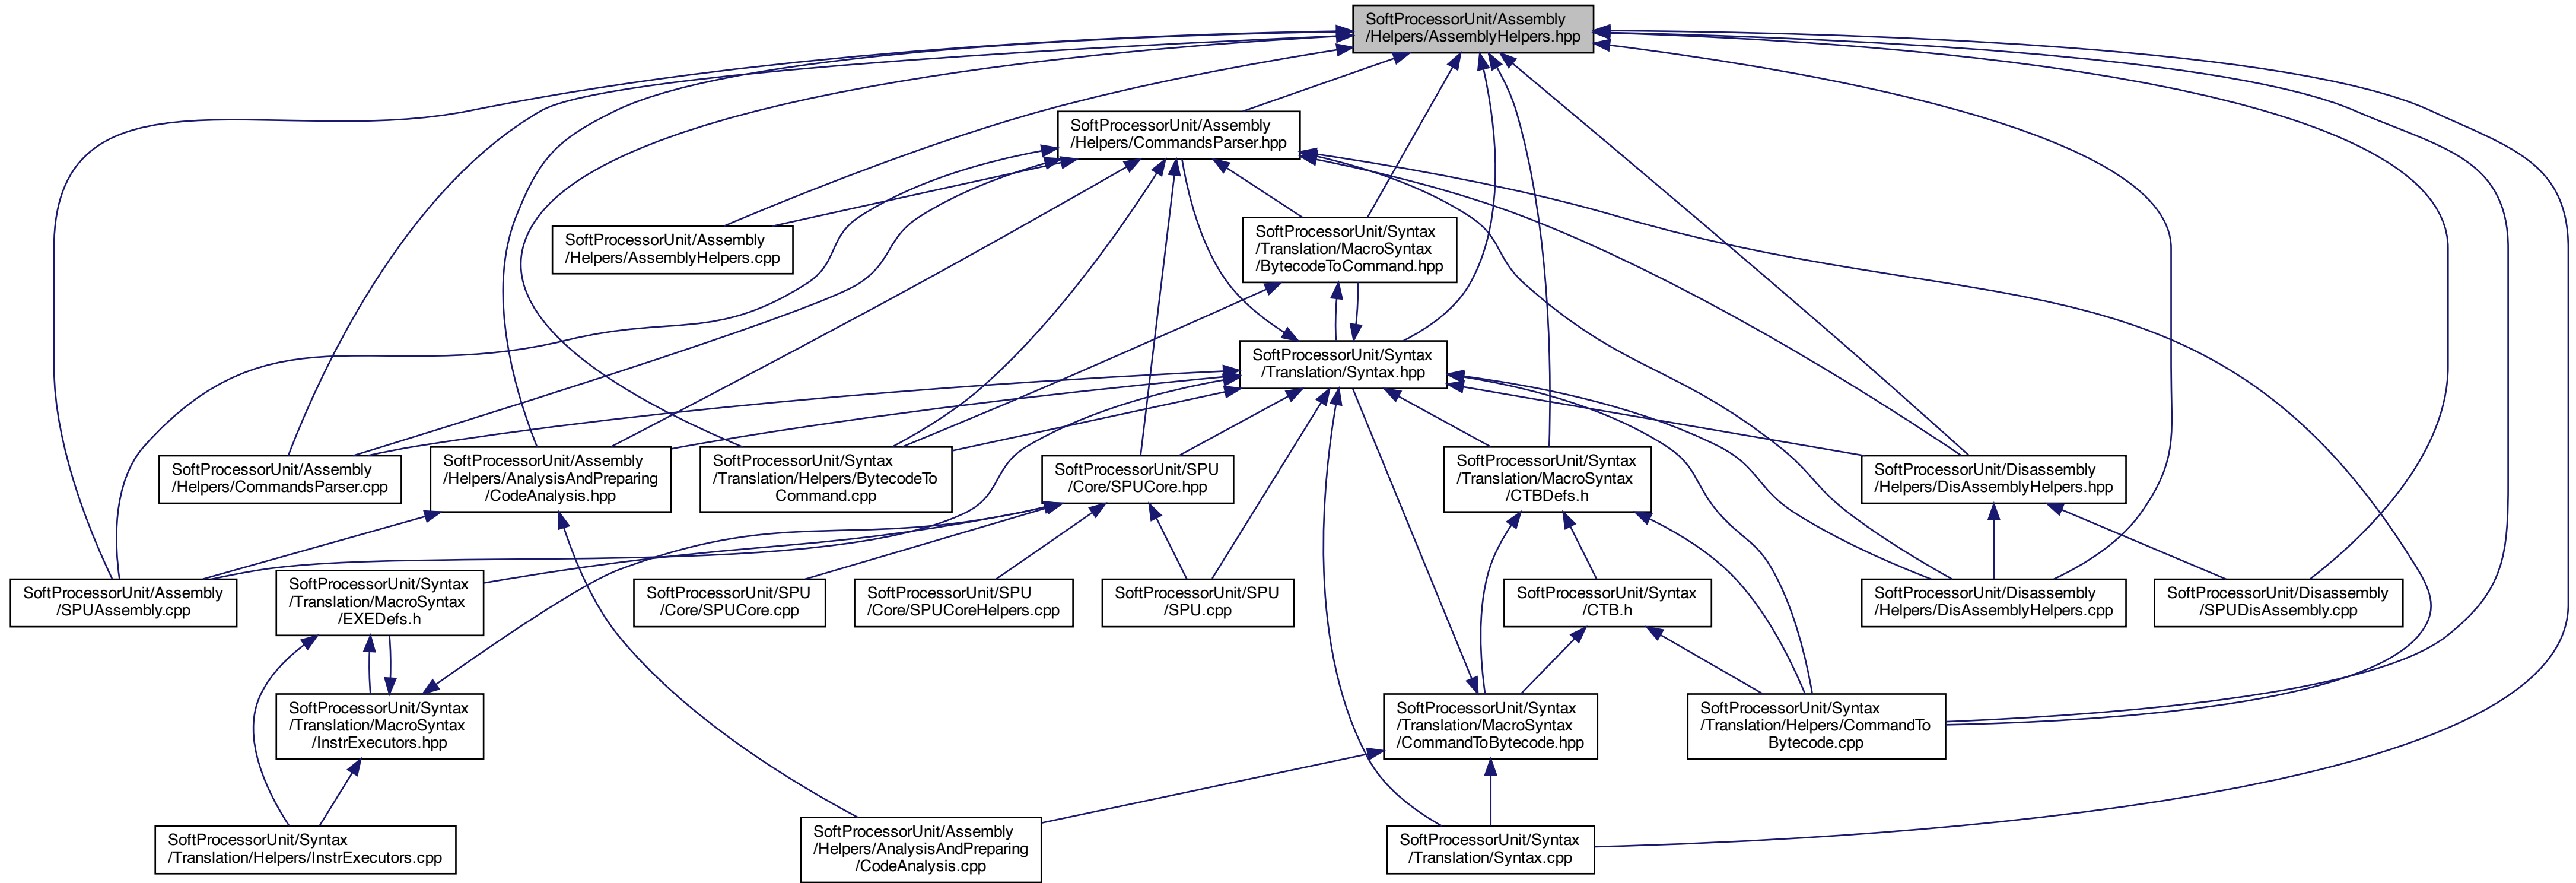 SoftProcessorUnit/Assembly
/Helpers/AssemblyHelpers.hpp
SoftProcessorUnit/Assembly
/Helpers/CommandsParser.hpp
SoftProcessorUnit/Assembly
/Helpers/AssemblyHelpers.cpp
SoftProcessorUnit/Syntax
/Translation/MacroSyntax
/BytecodeToCommand.hpp
SoftProcessorUnit/Syntax
/Translation/Syntax.hpp
SoftProcessorUnit/Assembly
/Helpers/CommandsParser.cpp
SoftProcessorUnit/Assembly
/Helpers/AnalysisAndPreparing
/CodeAnalysis.hpp
SoftProcessorUnit/Syntax
/Translation/Helpers/BytecodeTo
Command.cpp
SoftProcessorUnit/SPU
/Core/SPUCore.hpp
SoftProcessorUnit/Syntax
/Translation/MacroSyntax
/CTBDefs.h
SoftProcessorUnit/Disassembly
/Helpers/DisAssemblyHelpers.hpp
SoftProcessorUnit/Assembly
/SPUAssembly.cpp
SoftProcessorUnit/Syntax
/Translation/MacroSyntax
/EXEDefs.h
SoftProcessorUnit/SPU
/Core/SPUCore.cpp
SoftProcessorUnit/SPU
/Core/SPUCoreHelpers.cpp
SoftProcessorUnit/SPU
/SPU.cpp
SoftProcessorUnit/Syntax
/CTB.h
SoftProcessorUnit/Disassembly
/Helpers/DisAssemblyHelpers.cpp
SoftProcessorUnit/Disassembly
/SPUDisAssembly.cpp
SoftProcessorUnit/Syntax
/Translation/MacroSyntax
/InstrExecutors.hpp
SoftProcessorUnit/Syntax
/Translation/MacroSyntax
/CommandToBytecode.hpp
SoftProcessorUnit/Syntax
/Translation/Helpers/CommandTo
Bytecode.cpp
SoftProcessorUnit/Syntax
/Translation/Helpers/InstrExecutors.cpp
SoftProcessorUnit/Assembly
/Helpers/AnalysisAndPreparing
/CodeAnalysis.cpp
SoftProcessorUnit/Syntax
/Translation/Syntax.cpp